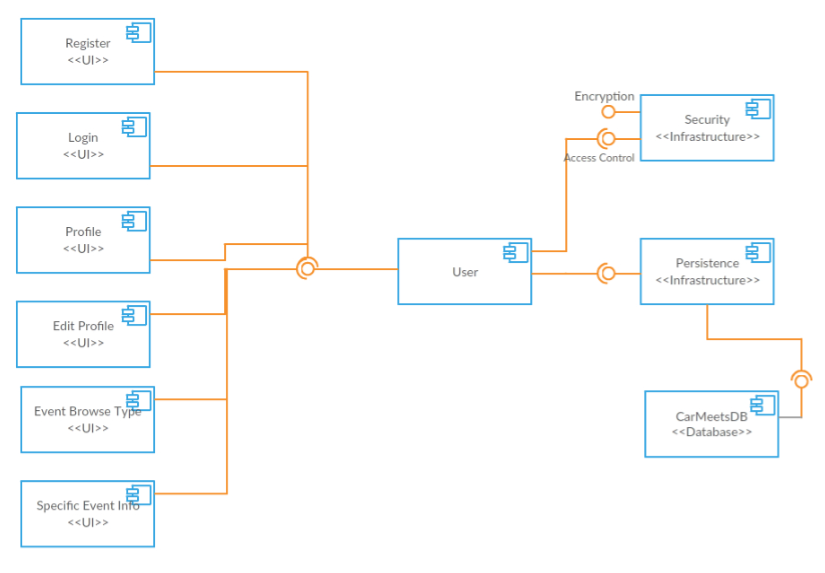 Register
<<UI>>
Login
<<UI>>
Profile
<<UI>>
Edit Profile
<<UI>>
Event Browse Type
<<UI>>
Specific Event Info
<<UI>>
User
Encryption
Access Control
Security
<<Infrastructure>>
Persistence
<<Infrastructure>>
CarMeetsDB
<<Database>>